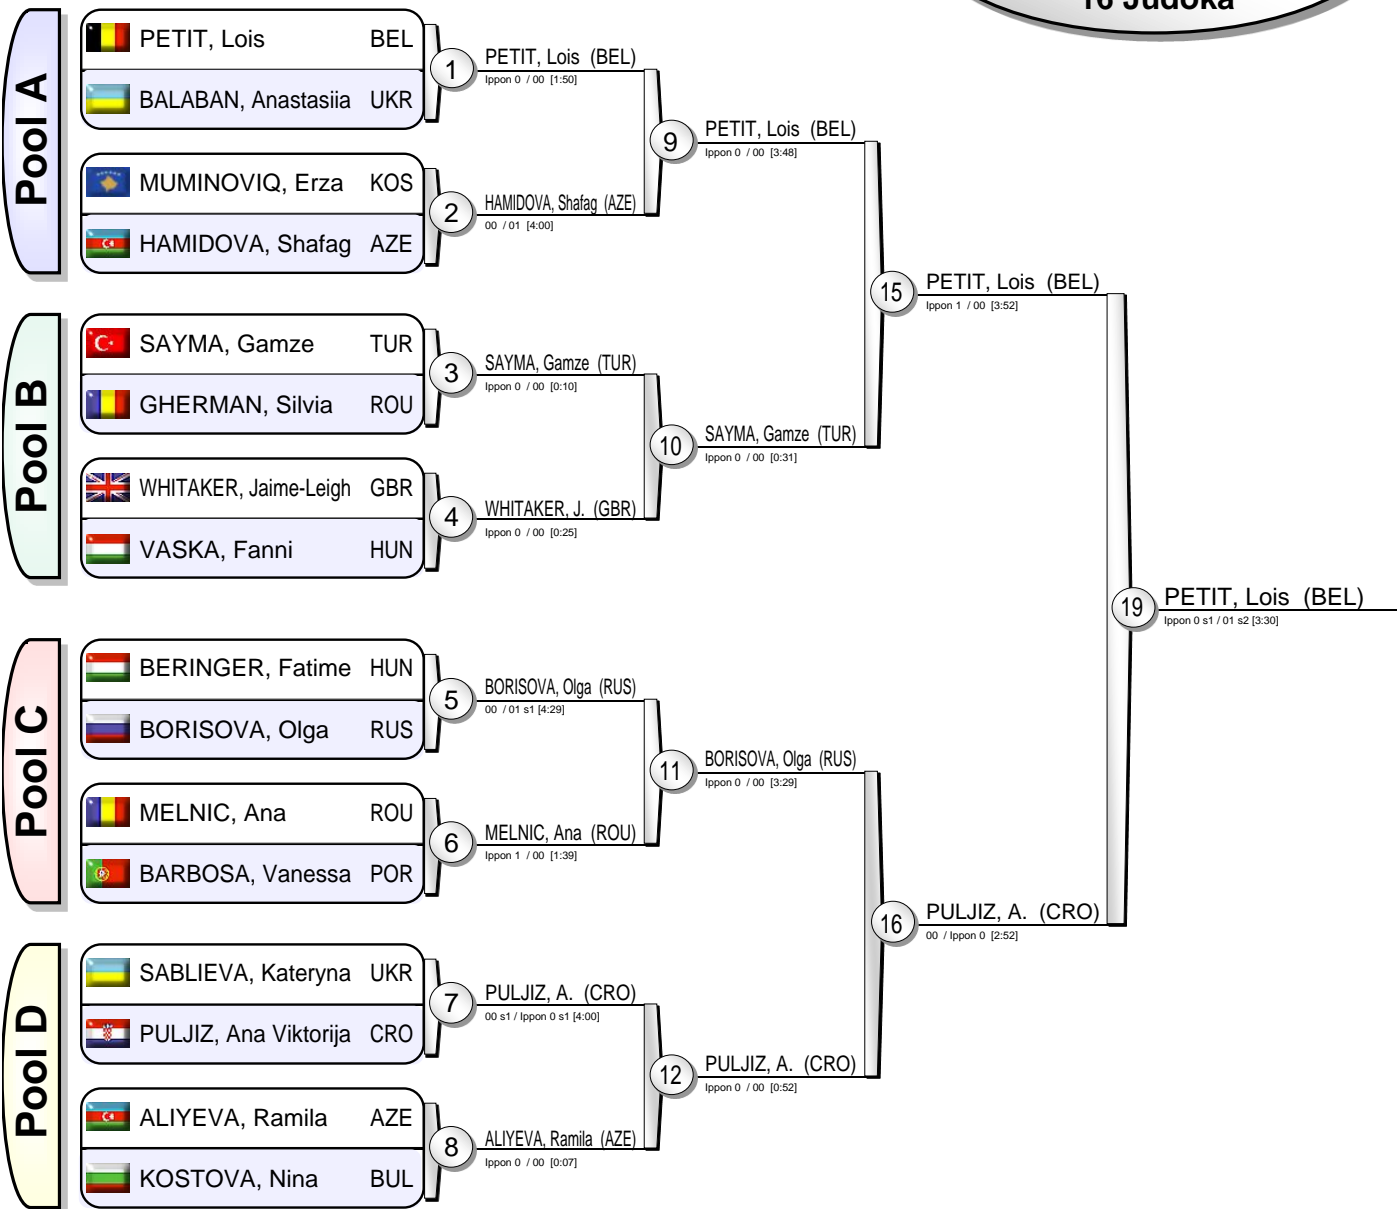 16 Judoka
Pool A
PETIT, Lois BEL
BALABAN, Anastasiia UKR
MUMINOVIQ, Erza KOS
HAMIDOVA, Shafag AZE
Pool B
SAYMA, Gamze TUR
GHERMAN, Silvia ROU
WHITAKER, Jaime-Leigh GBR
VASKA, Fanni HUN
Pool C
BERINGER, Fatime HUN
BORISOVA, Olga RUS
MELNIC, Ana ROU
BARBOSA, Vanessa POR
Pool D
SABLIEVA, Kateryna UKR
PULJIZ, Ana Viktorija CRO
ALIYEVA, Ramila AZE
KOSTOVA, Nina BUL
1
PETIT, Lois (BEL)
Ippon 0 / 00 [1:50]
2
HAMIDOVA, Shafag (AZE)
00 / 01 [4:00]
3
SAYMA, Gamze (TUR)
Ippon 0 / 00 [0:10]
4
WHITAKER, J. (GBR)
Ippon 0 / 00 [0:25]
5
BORISOVA, Olga (RUS)
00 / 01 s1 [4:29]
6
MELNIC, Ana (ROU)
Ippon 1 / 00 [1:39]
7
PULJIZ, A. (CRO)
00 s1 / Ippon 0 s1 [4:00]
8
ALIYEVA, Ramila (AZE)
Ippon 0 / 00 [0:07]
9
PETIT, Lois (BEL)
Ippon 0 / 00 [3:48]
10
SAYMA, Gamze (TUR)
Ippon 0 / 00 [0:31]
11
BORISOVA, Olga (RUS)
Ippon 0 / 00 [3:29]
12
PULJIZ, A. (CRO)
Ippon 0 / 00 [0:52]
15
PETIT, Lois (BEL)
Ippon 1 / 00 [3:52]
16
PULJIZ, A. (CRO)
00 / Ippon 0 [2:52]
19
PETIT, Lois (BEL)
Ippon 0 s1 / 01 s2 [3:30]